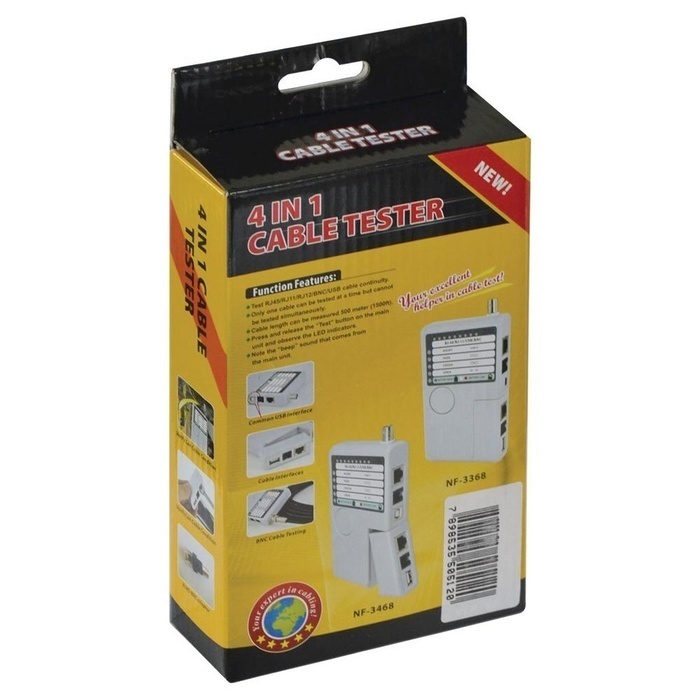 4 IN 1
CABLE TESTER
NEW!
4 IN 1
CABLE TESTER
4 IN 1 CABLE
TESTER
Function Features:
Test RJ45/RJ11/RJ12/BNC/USB cable continuity.
Only one cable can be tested at a time but cannot
be tested simultaneously.
Cable length can be measured 500 meter (1500ft).
Press and release the "Test" button on the main
unit and observe the LED indicators.
Note the "beep" sound that comes from
the main unit.
Your excellent
helper in cable test!
Common USB Interface
Cable Interfaces
BNC Cable Testing
NF-3368
NF-3468
7898535505120
Your expert in cabling!